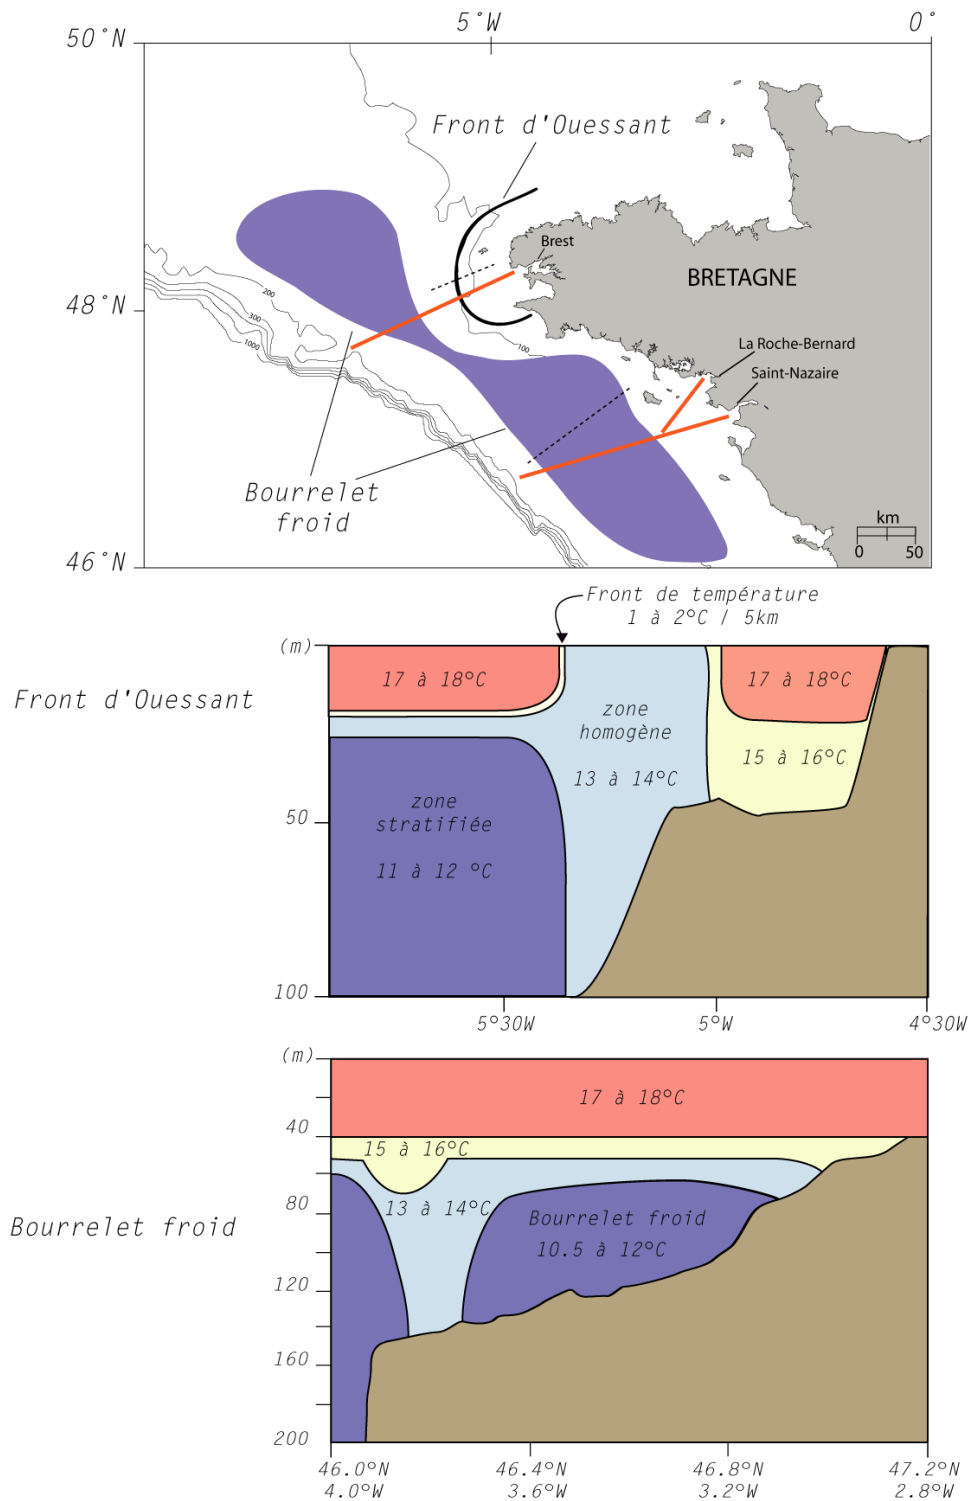 5°W
0°
50°N
Front d'Ouessant
Brest
BRETAGNE
200
48°N
300
1000
100
La Roche-Bernard
Saint-Nazaire
Bourrelet
froid
km
0 50
46°N
Front de température
1 à 2°C / 5km
(m)
17 à 18°C
17 à 18°C
Front d'Ouessant
zone
homogène
15 à 16°C
13 à 14°C
zone
50
stratifiée
11 à 12 °C
100
5°30W
5°W
4°30W
(m)
17 à 18°C
40
15 à 16°C
80
13 à 14°C
Bourrelet froid
Bourrelet froid
10.5 à 12°C
120
160
200
46.0°N
4.0°W
46.4°N
3.6°W
46.8°N
3.2°W
47.2°N
2.8°W